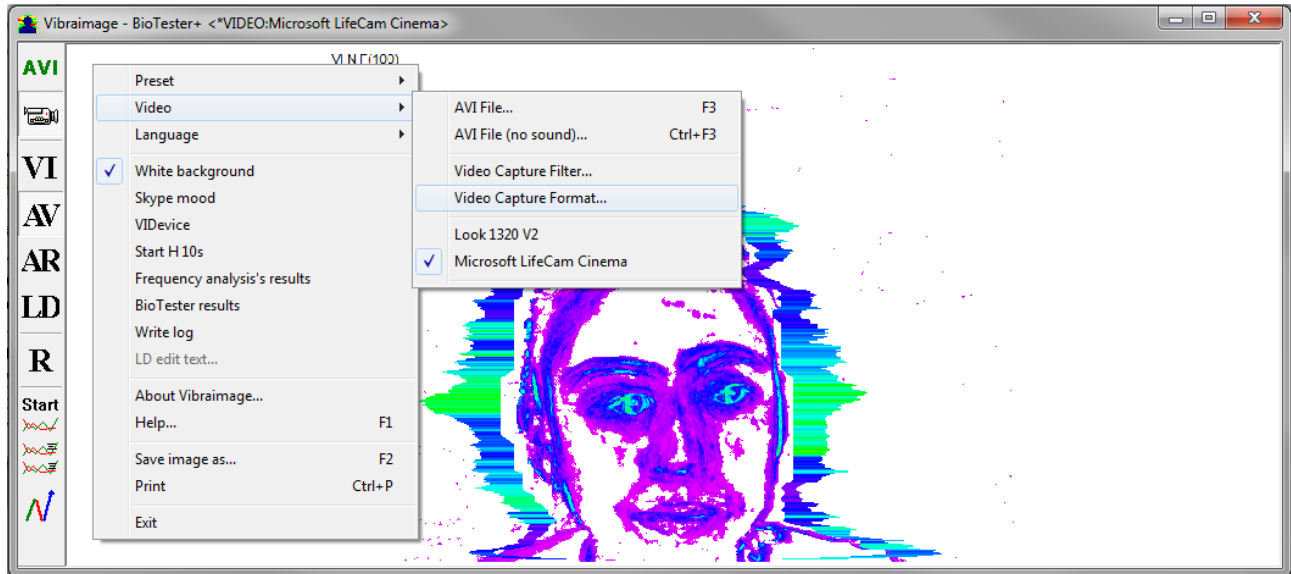 Vibraimage - BioTester+ <*VIDEO:Microsoft LifeCam Cinema>
AVI
VI
AV
AR
LD
R
Start
Preset
Video
Language
White background
Skype mood
VIDevice
Start H 10s
Frequency analysis's results
BioTester results
Write log
LD edit text...
About Vibraimage...
Help... F1
Save image as... F2
Print Ctrl+P
Exit
AVI File... F3
AVI File (no sound)... Ctrl+F3
Video Capture Filter...
Video Capture Format...
Look 1320 V2
Microsoft LifeCam Cinema